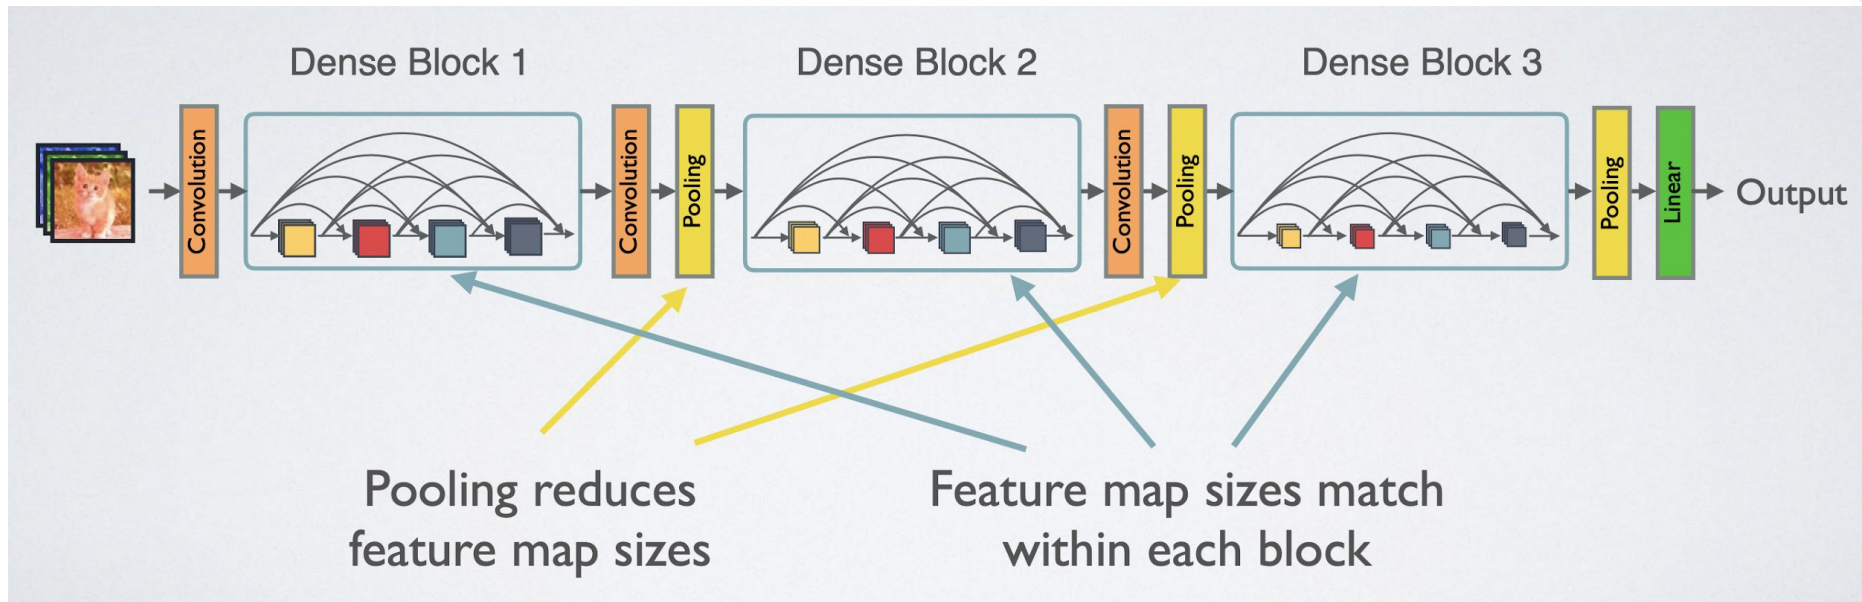 Dense Block 1
Dense Block 2
Dense Block 3
Convolution
Convolution
Pooling
Convolution
Pooling
Pooling
Linear
Output
Pooling reduces
feature map sizes
Feature map sizes match
within each block